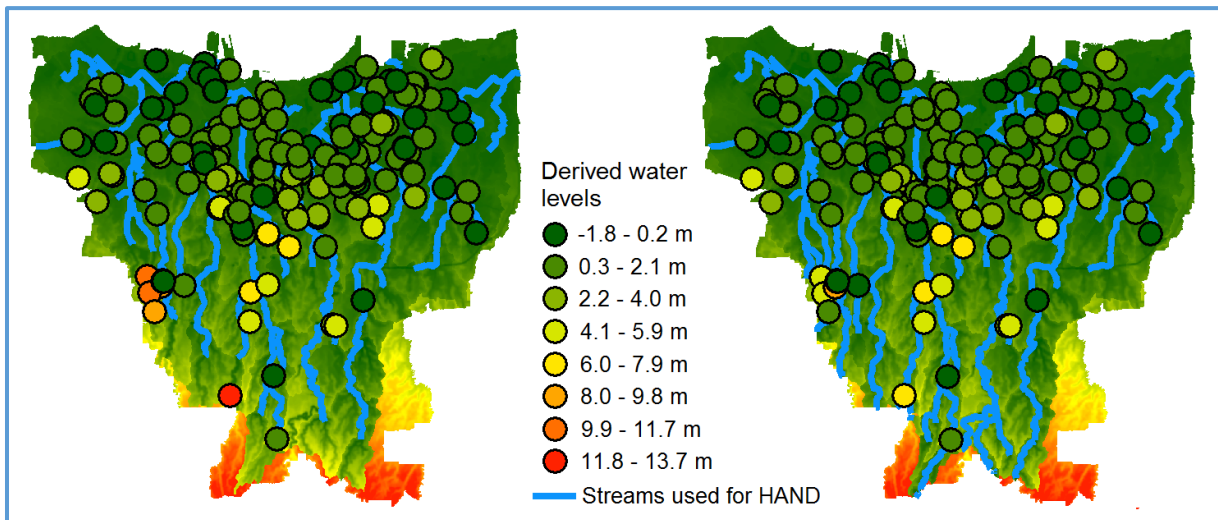 Derived water
levels
-1.8 - 0.2 m
0.3 - 2.1 m
2.2 - 4.0 m
4.1 - 5.9 m
6.0 - 7.9 m
8.0 - 9.8 m
9.9 - 11.7 m
11.8 - 13.7 m
Streams used for HAND